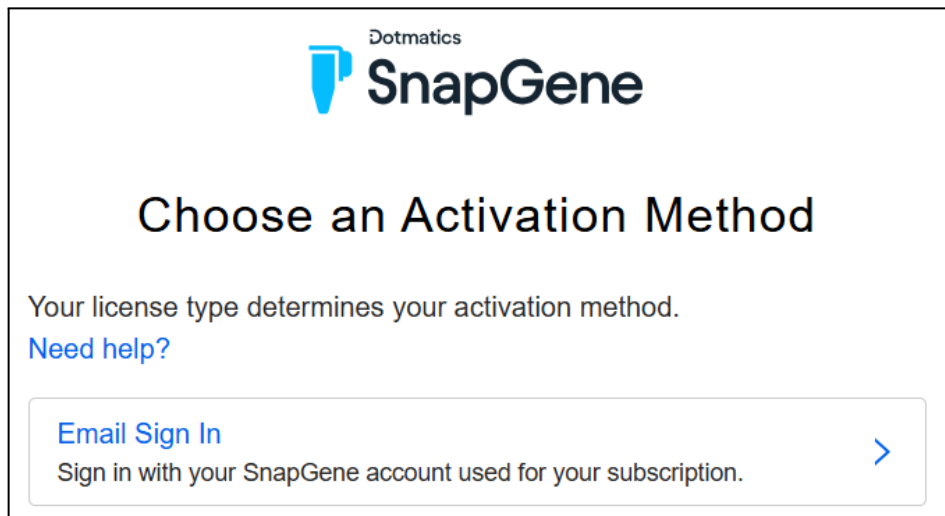 Dotmatics
SnapGene
Choose an Activation Method
Your license type determines your activation method.
Need help?
Email Sign In
Sign in with your SnapGene account used for your subscription.